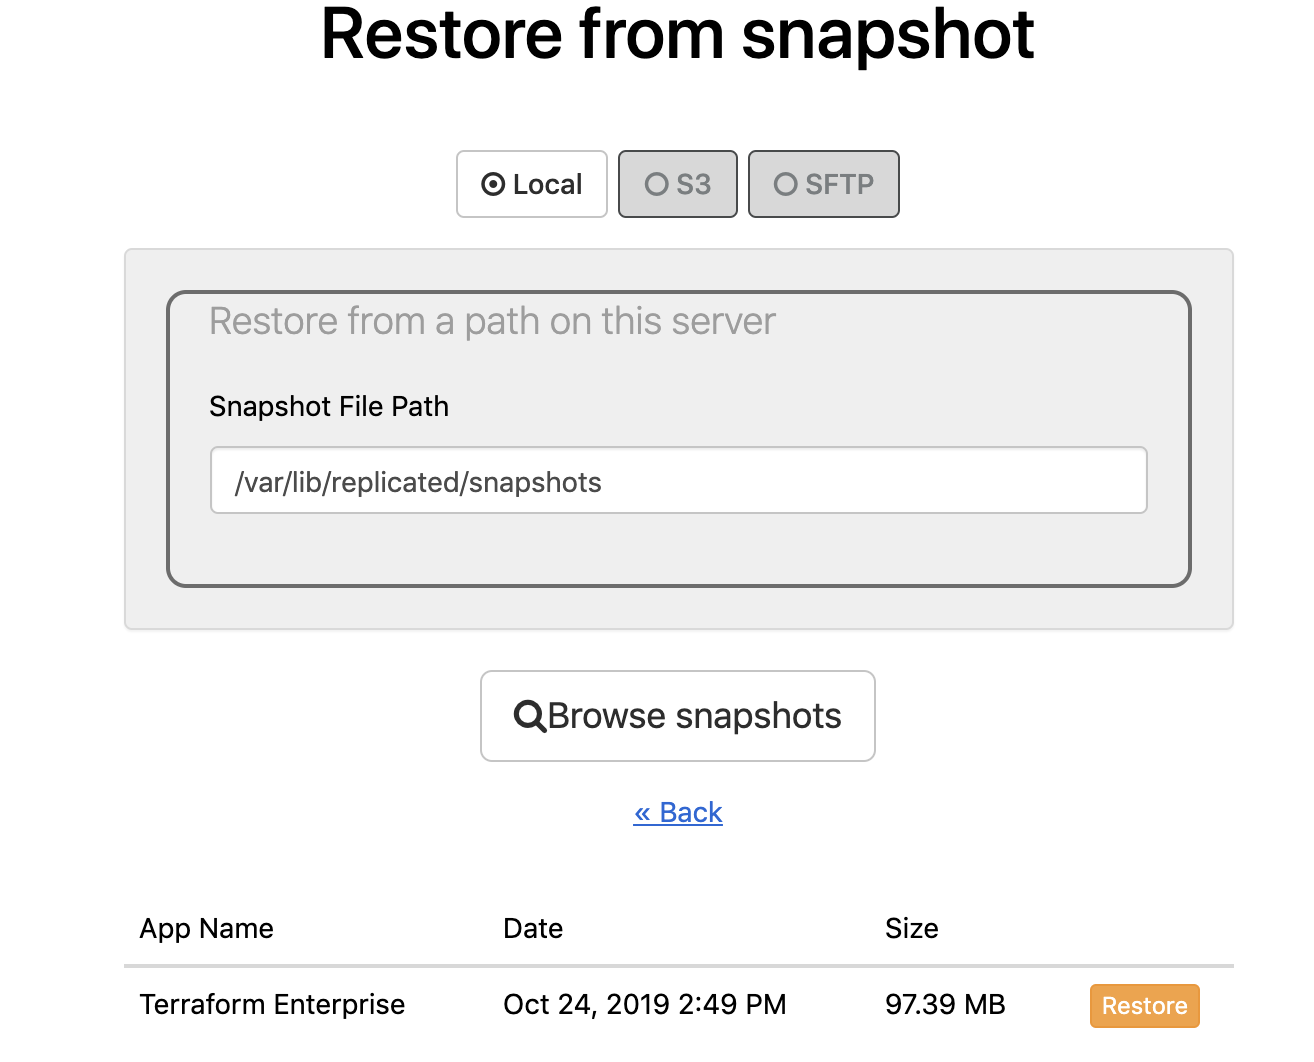 Restore from snapshot
Local S3 SFTP
Restore from a path on this server
Snapshot File Path
/var/lib/replicated/snapshots
Browse snapshots
« Back
App Name Date Size
Terraform Enterprise Oct 24, 2019 2:49 PM 97.39 MB Restore